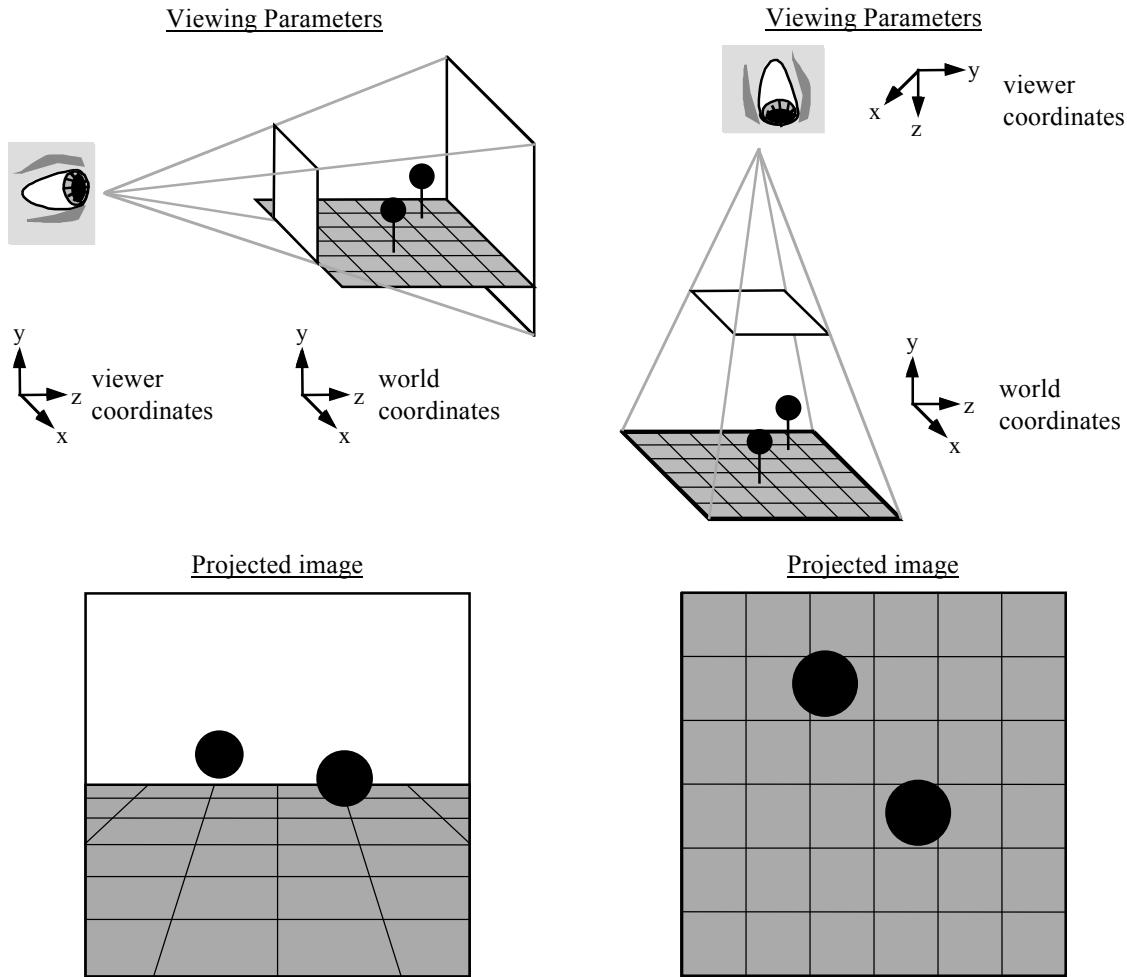 Viewing Parameters
y
z
x
viewer
coordinates
y
z
x
world
coordinates
Projected image
Viewing Parameters
y
x
z
viewer
coordinates
y
z
x
world
coordinates
Projected image